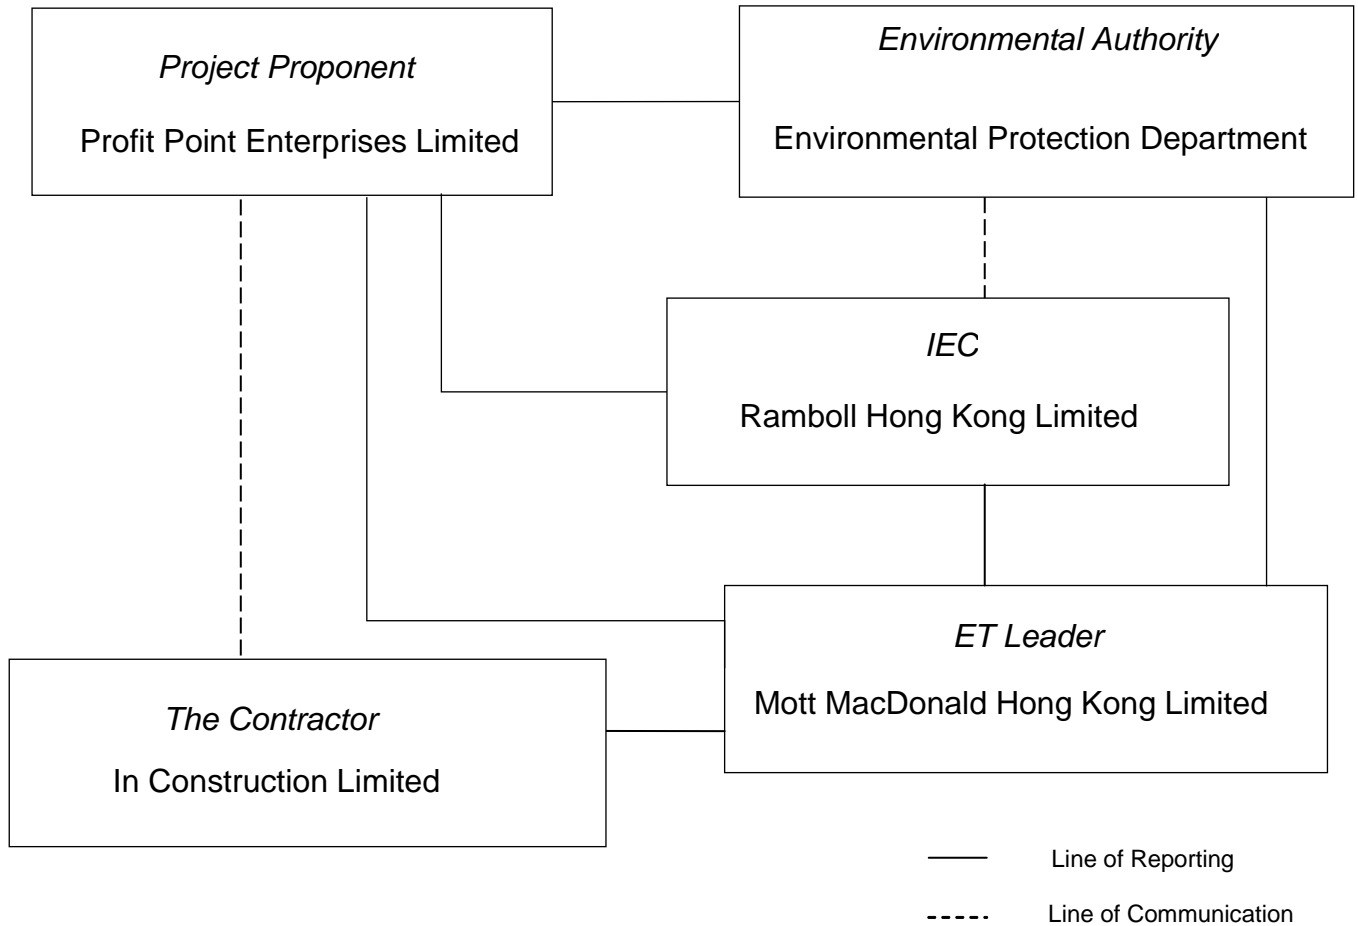 Project Proponent
Profit Point Enterprises Limited
Environmental Authority
Environmental Protection Department
IEC
Ramboll Hong Kong Limited
ET Leader
Mott MacDonald Hong Kong Limited
The Contractor
In Construction Limited
Line of Reporting
Line of Communication